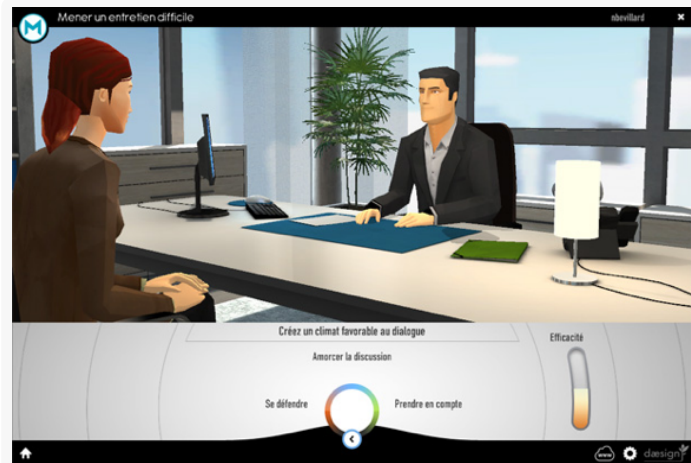 M
Mener un entretien difficile
nbevillard
Créez un climat favorable au dialogue
Efficacité
Amorcer la discussion
Se défendre
Prendre en compte
www
dæsign